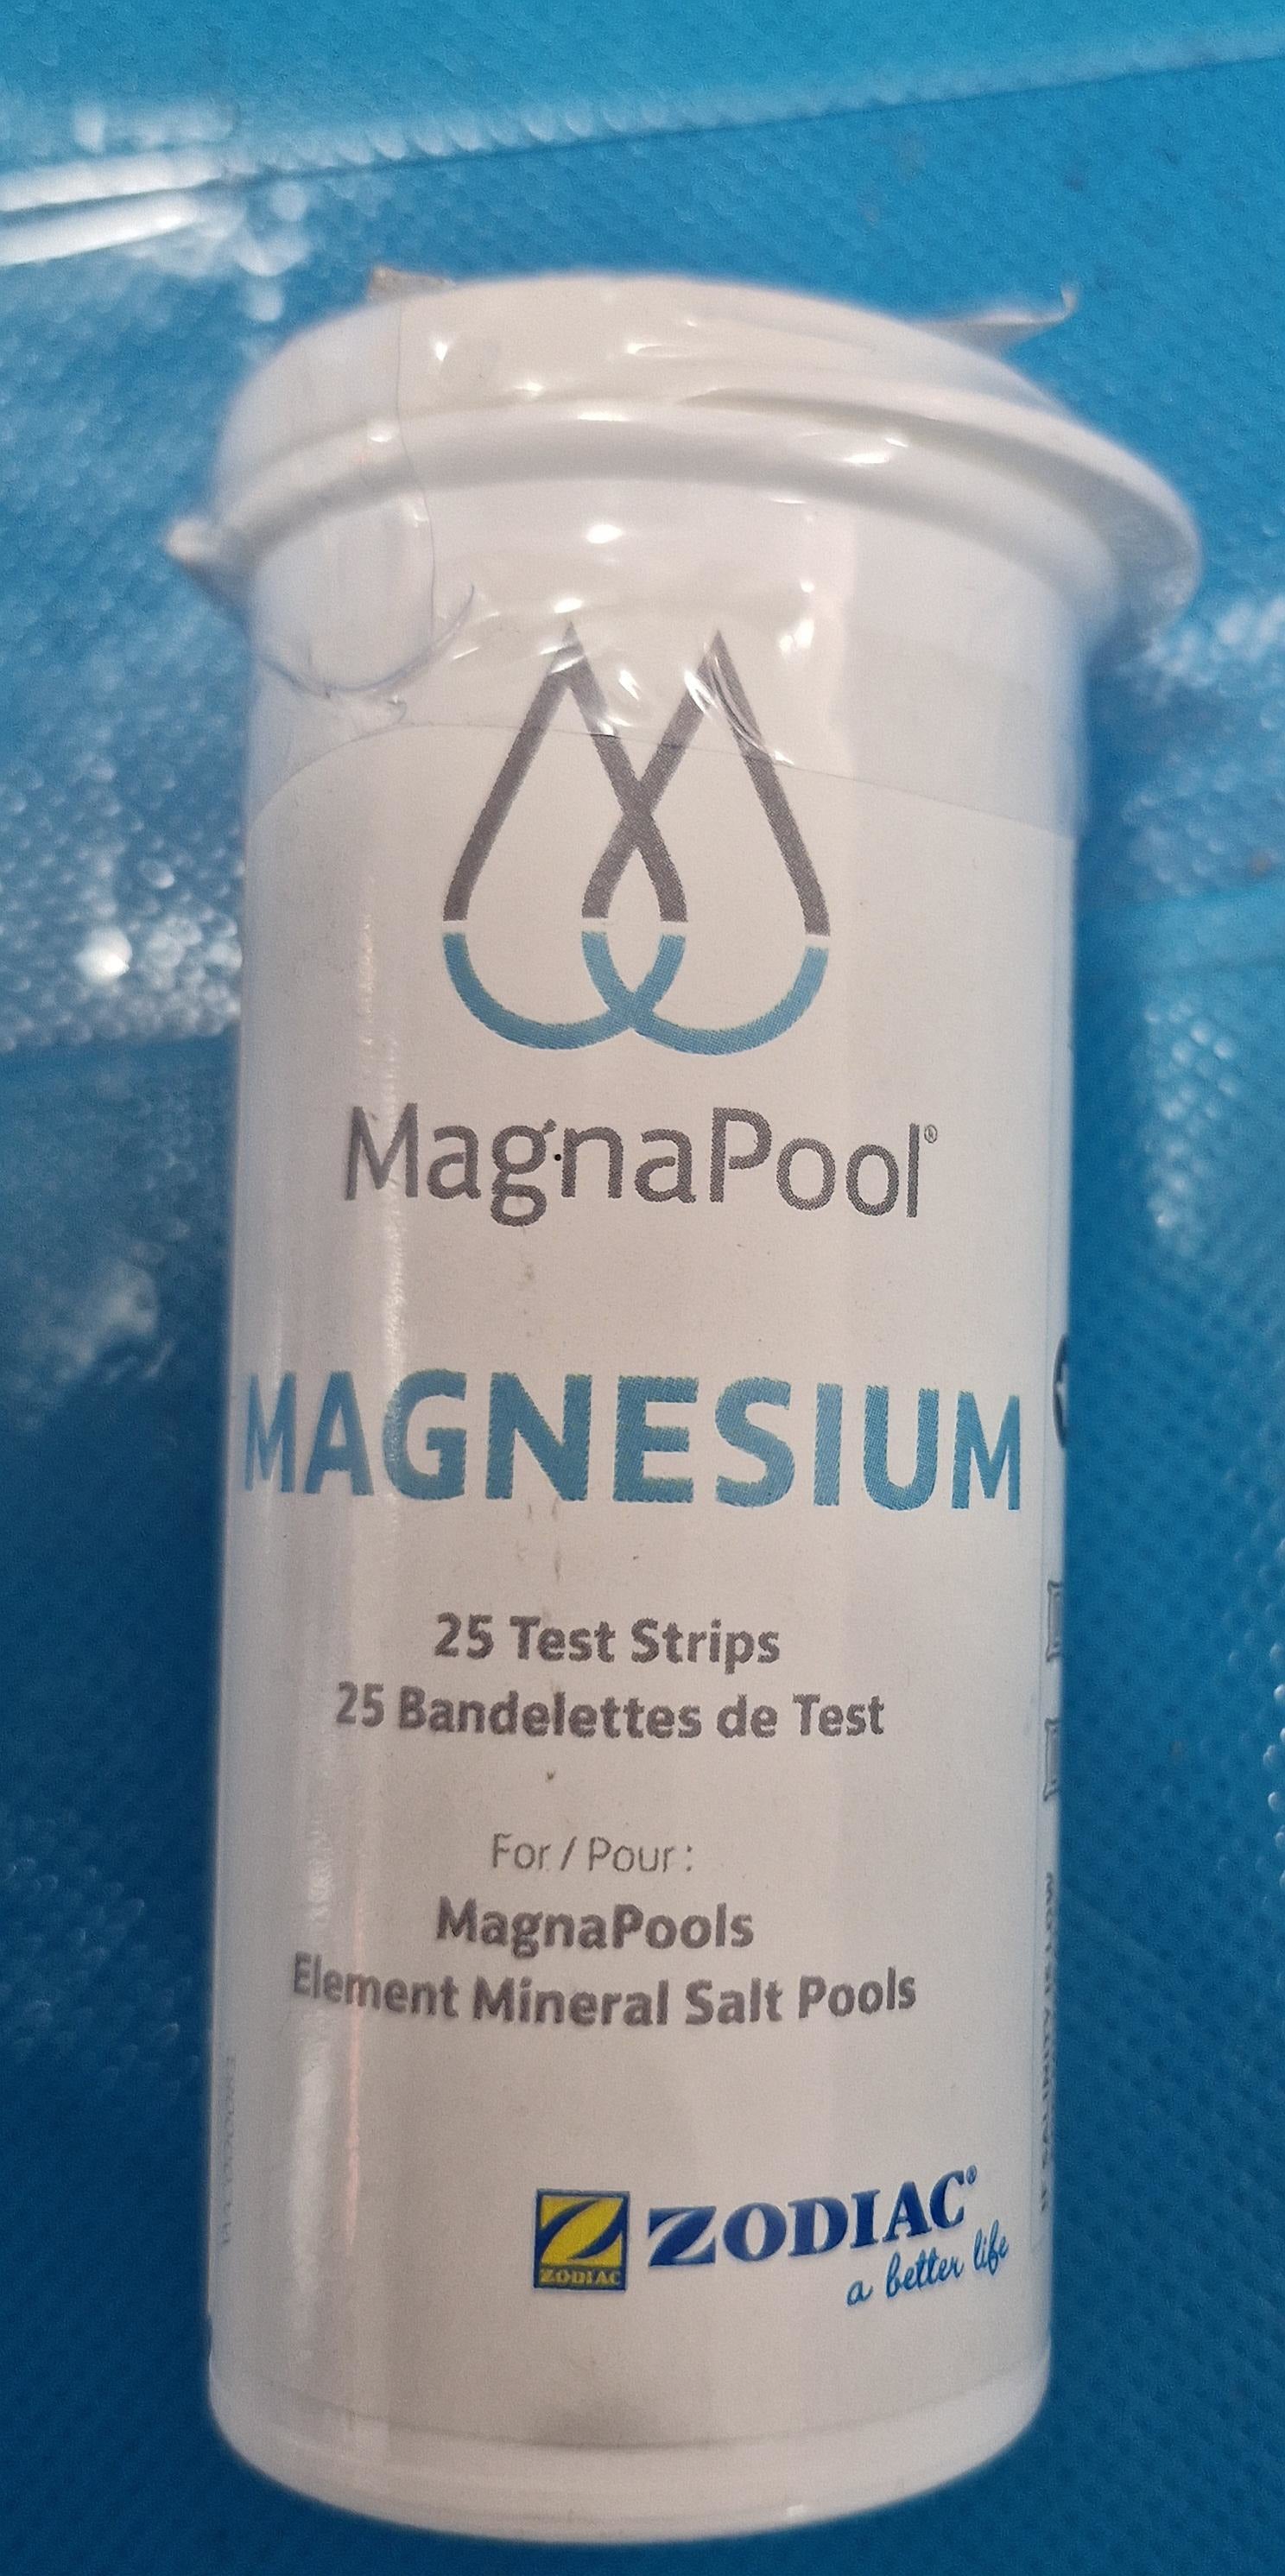 MagnaPool®
MAGNESIUM
25 Test Strips
25 Bandelettes de Test
For / Pour :
MagnaPools
Element Mineral Salt Pools
ZODIAC
ZODIAC®
a better life